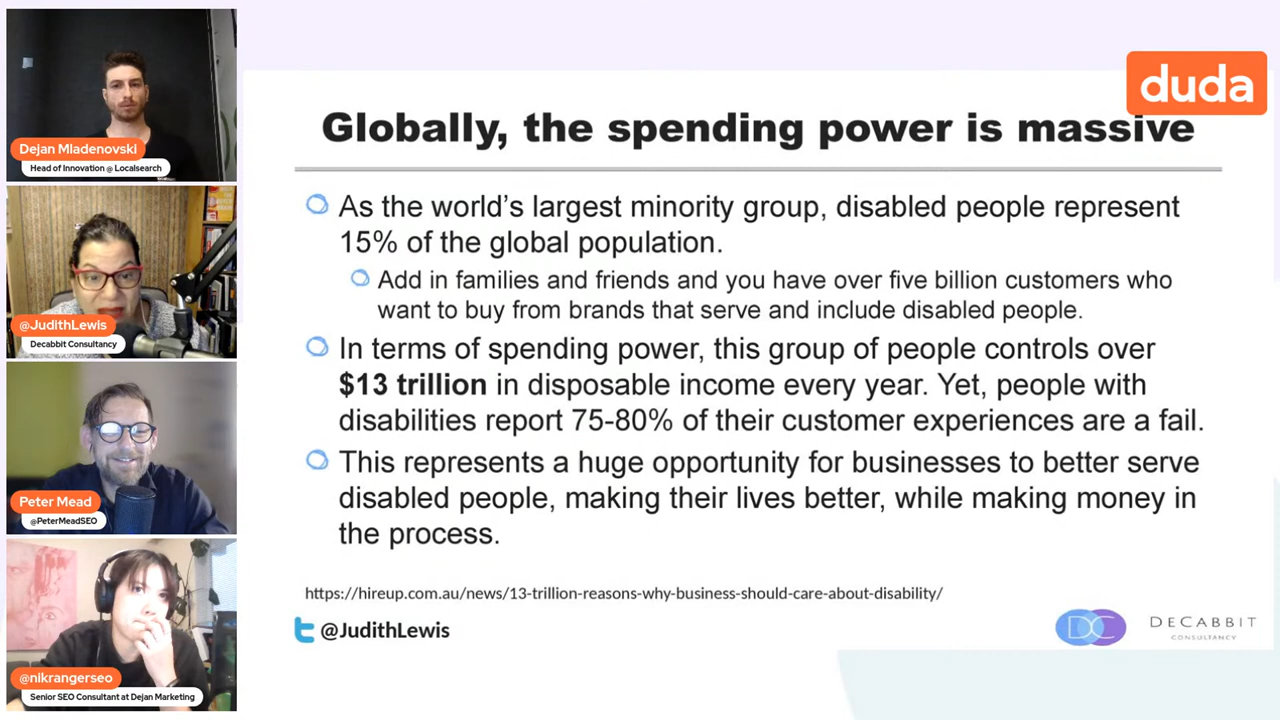 Dejan Mladenovski
Head of Innovation @ Localsearch
@JudithLewis
Decabbit Consultancy
Peter Mead
@PeterMeadSEO
@nikrangerseo
Senior SEO Consultant at Dejan Marketing
duda
Globally, the spending power is massive
As the world's largest minority group, disabled people represent
15% of the global population.
Add in families and friends and you have over five billion customers who
want to buy from brands that serve and include disabled people.
In terms of spending power, this group of people controls over
$13 trillion in disposable income every year. Yet, people with
disabilities report 75-80% of their customer experiences are a fail.
This represents a huge opportunity for businesses to better serve
disabled people, making their lives better, while making money in
the process.
https://hireup.com.au/news/13-trillion-reasons-why-business-should-care-about-disability/
@JudithLewis
DC DECABBIT
CONSULTANCY